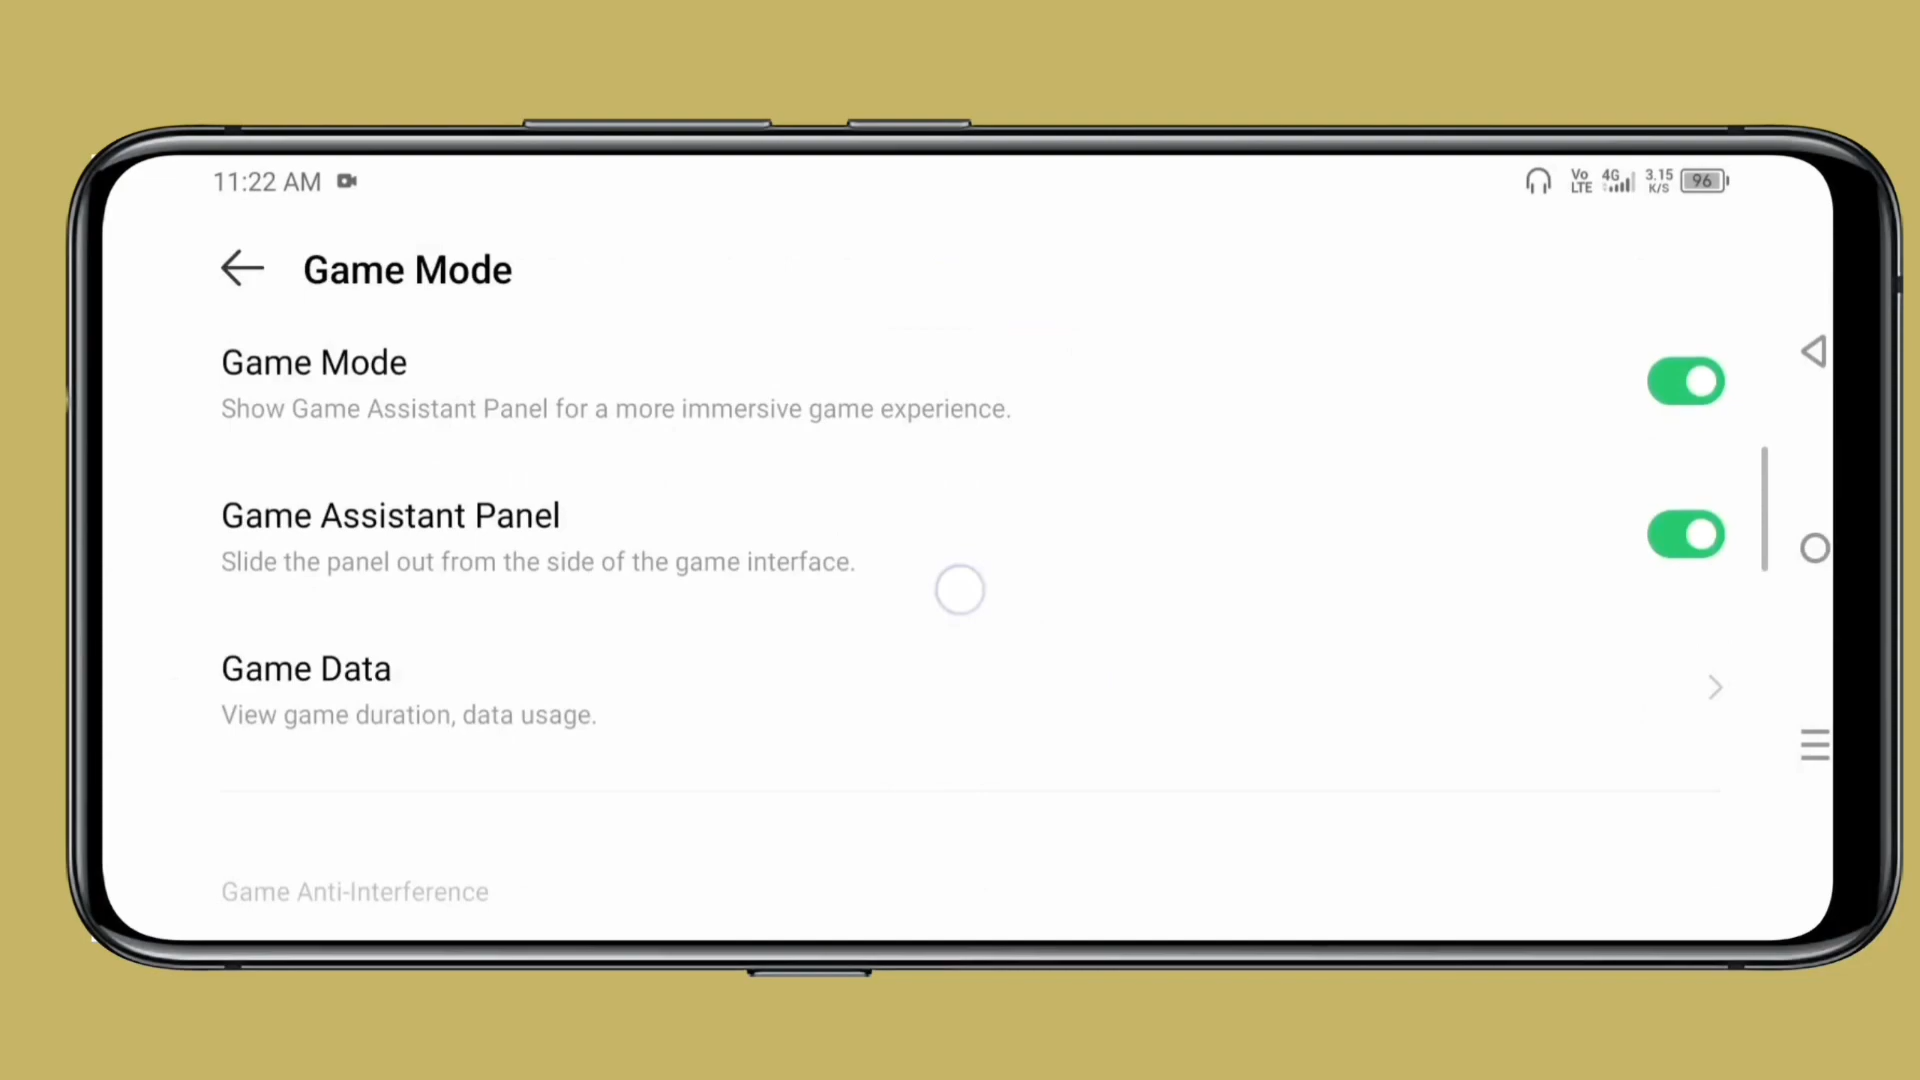 11:22 AM
Vo LTE 4G 3.15 K/S 96
Game Mode
Game Mode
Show Game Assistant Panel for a more immersive game experience.
Game Assistant Panel
Slide the panel out from the side of the game interface.
Game Data
View game duration, data usage.
Game Anti-Interference